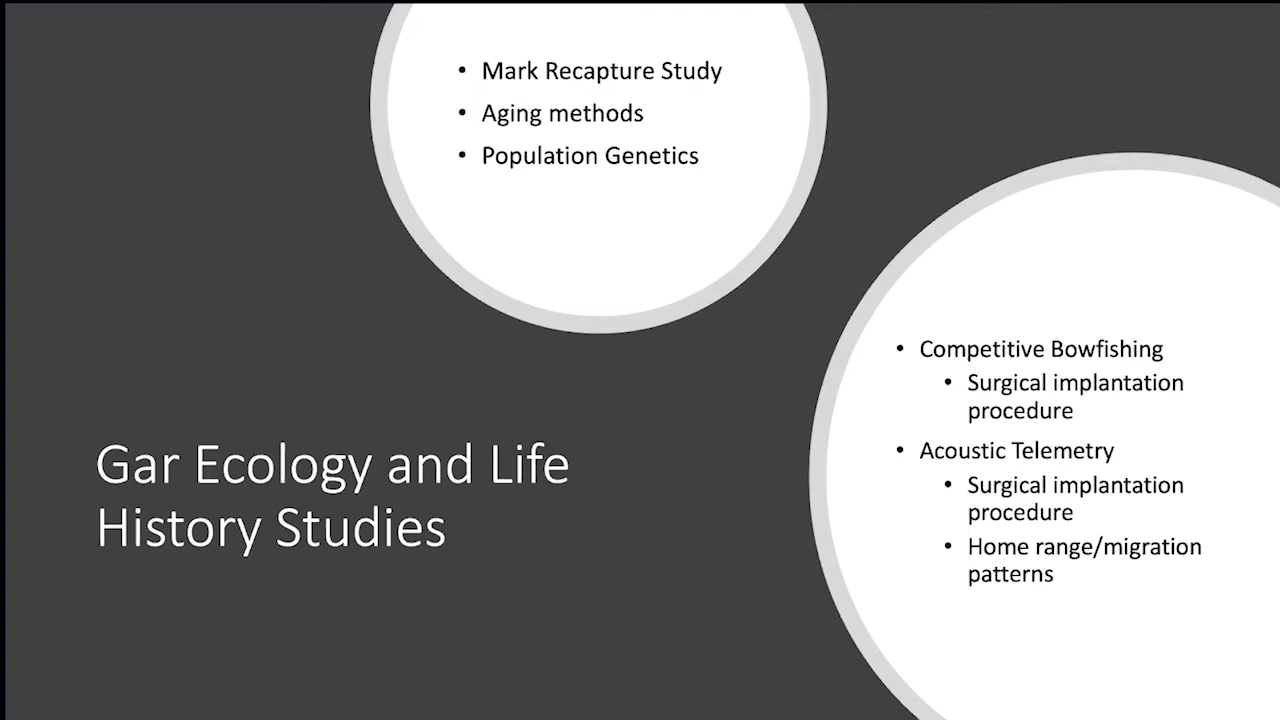 • Mark Recapture Study
• Aging methods
• Population Genetics
• Competitive Bowfishing
• Surgical implantation
procedure
• Acoustic Telemetry
• Surgical implantation
procedure
• Home range/migration
patterns
Gar Ecology and Life
History Studies